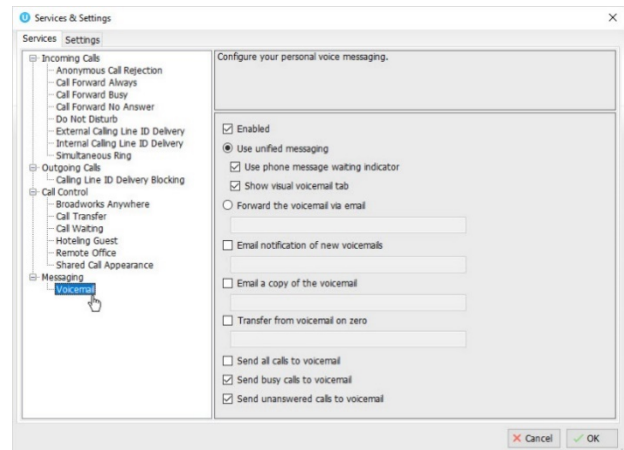 Services & Settings
Services Settings
Incoming Calls
Anonymous Call Rejection
Call Forward Always
Call Forward Busy
Call Forward No Answer
Do Not Disturb
External Calling Line ID Delivery
Internal Calling Line ID Delivery
Simultaneous Ring
Outgoing Calls
Calling Line ID Delivery Blocking
Call Control
Broadworks Anywhere
Call Transfer
Call Waiting
Hoteling Guest
Remote Office
Shared Call Appearance
Messaging
Voicemail
Configure your personal voice messaging.
Enabled
Use unified messaging
Use phone message waiting indicator
Show visual voicemail tab
Forward the voicemail via email
Email notification of new voicemails
Email a copy of the voicemail
Transfer from voicemail on zero
Send all calls to voicemail
Send busy calls to voicemail
Send unanswered calls to voicemail
Cancel OK